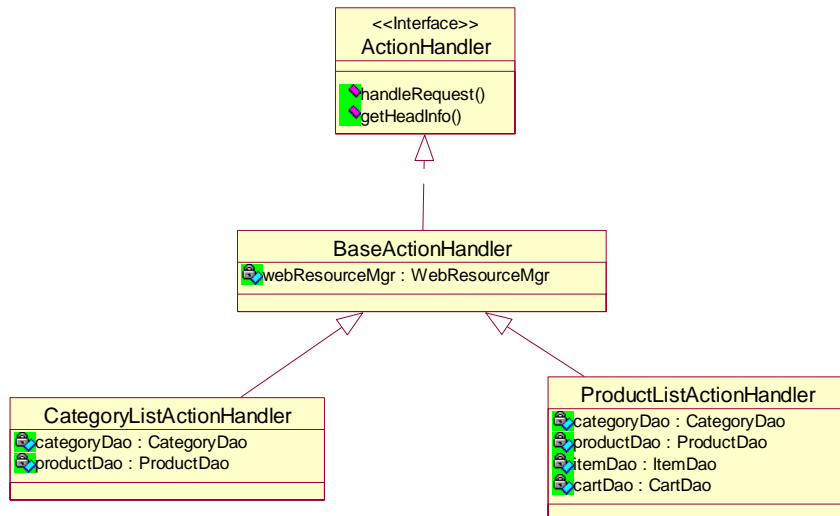 <<Interface>>
ActionHandler
handleRequest()
getHeadInfo()
BaseActionHandler
webResourceMgr : WebResourceMgr
CategoryListActionHandler
categoryDao : CategoryDao
productDao : ProductDao
ProductListActionHandler
categoryDao : CategoryDao
productDao : ProductDao
itemDao : ItemDao
cartDao : CartDao